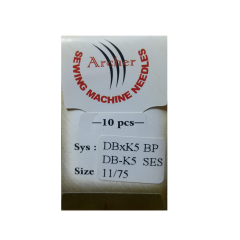 Archer
SEWING MACHINE NEEDLES
—10 pcs—
Sys : DBxK5 BP
DB-K5 SES
Size 11/75